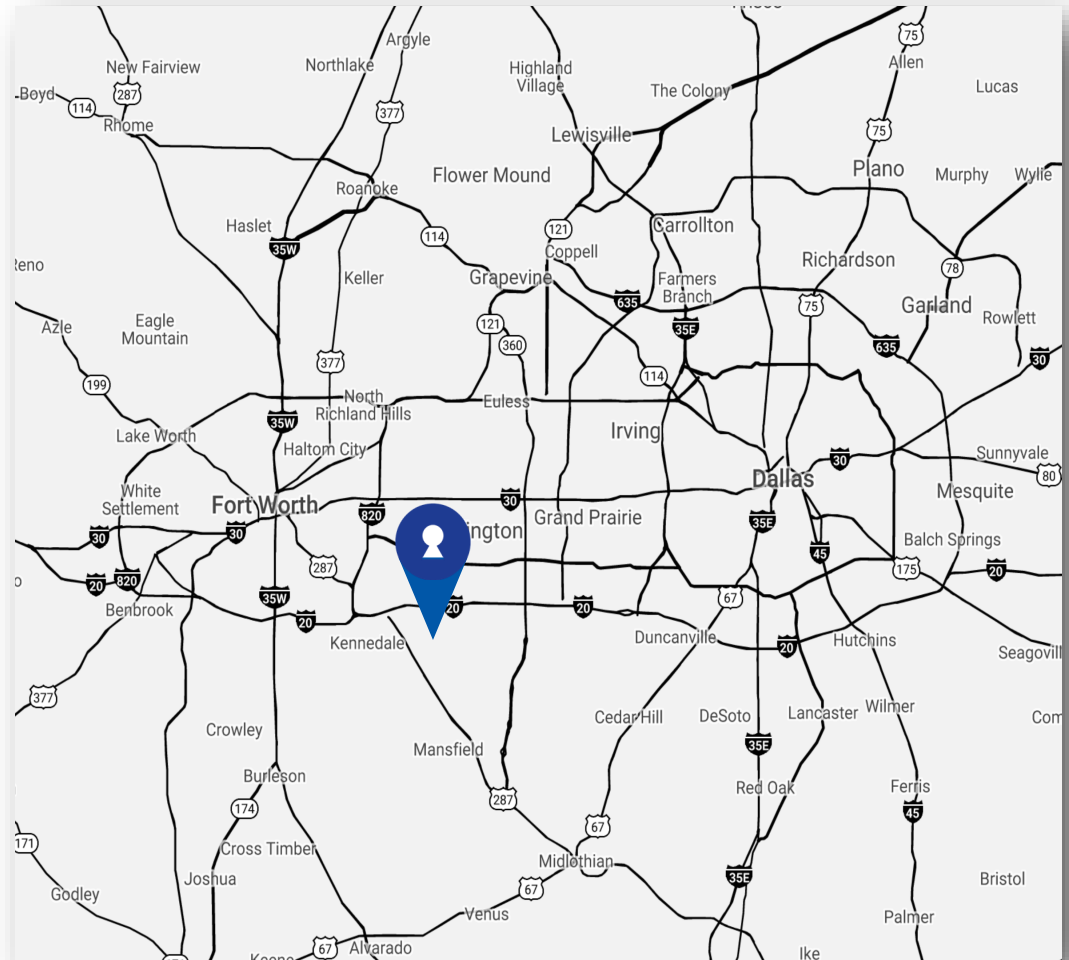 Argyle
75
New Fairview
Northlake
Highland
Village
Allen
Boyd
287
The Colony
Lucas
114
377
Rhome
Lewisville
75
Plano
Flower Mound
Murphy
Wylie
Roanoke
Haslet
121
Carrollton
35W
114
Coppell
Richardson
78
Keller
Grapevine
Farmers
Branch
635
75
Garland
Rowlett
Azle
Eagle
Mountain
121
35E
360
635
30
377
199
114
North
Richland Hills
Euless
35W
Irving
Lake Worth
Haltom City
30
Sunnyvale
80
Dallas
White
Settlement
Fort Worth
30
Mesquite
820
Grand Prairie
35E
30
30
ington
45
Balch Springs
287
175
20
820
20
35W
67
Benbrook
20
20
20
Kennedale
Duncanville
Hutchins
20
Seagovill
377
Cedar Hill
DeSoto
Lancaster
Wilmer
Com
Crowley
Mansfield
35E
Burleson
Red Oak
Ferris
287
174
45
67
171
Cross Timber
Midlothian
Joshua
35E
Bristol
Godley
67
Venus
Palmer
67
Alvarado
Ike